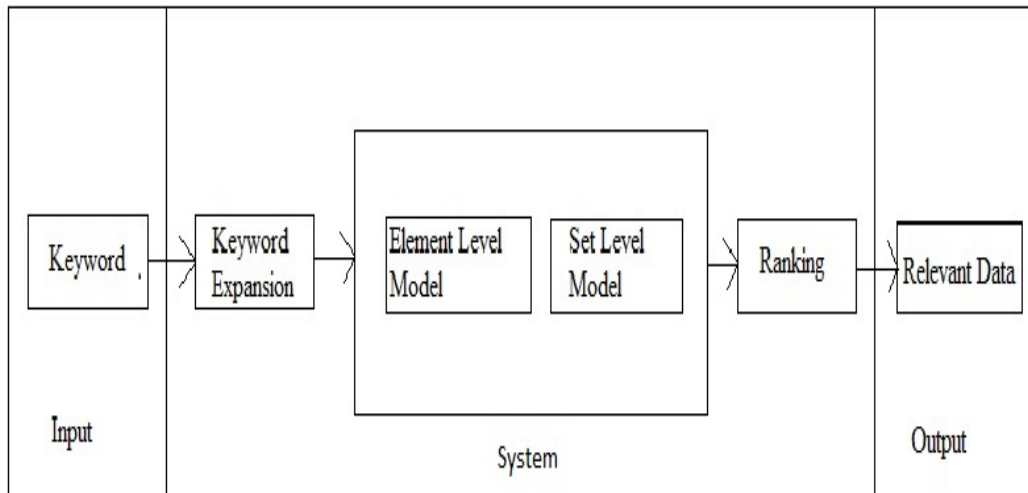 Keyword .
Keyword
Expansion
Element Level
Model
Set Level
Model
Ranking
Relevant Data
Input
System
Output